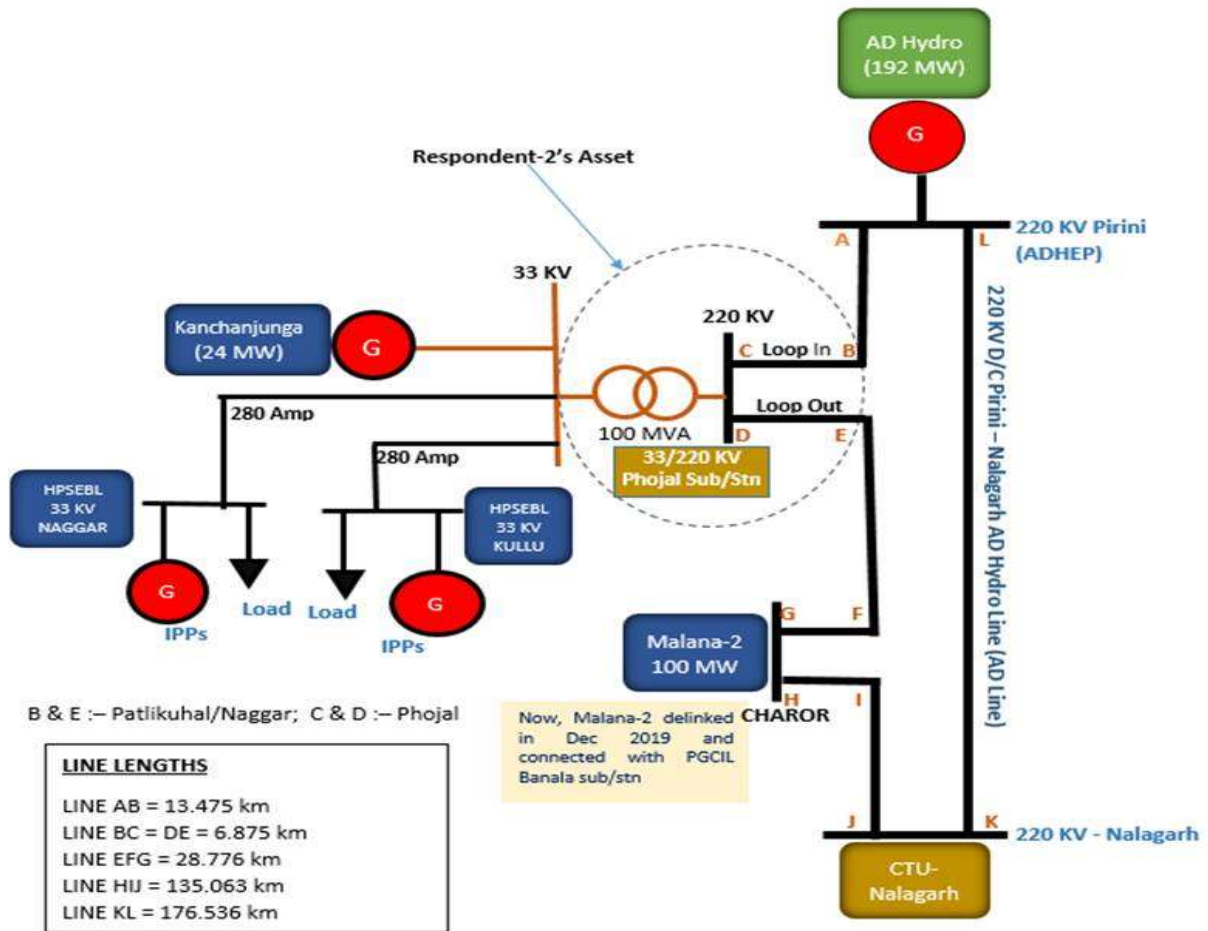 AD Hydro
(192 MW)
G
Respondent-2's Asset
A
L
220 KV Pirini
(ADHEP)
33 KV
Kanchanjunga
(24 MW)
G
220 KV
C
Loop In
B
280 Amp
100 MVA
Loop Out
D
E
280 Amp
33/220 KV
Phojal Sub/Stn
220 KV D/C Pirini – Nalagarh AD Hydro Line (AD Line)
HPSEBL
33 KV
NAGGAR
HPSEBL
33 KV
KULLU
G
Load
Load
G
IPPs
IPPs
G
F
Malana-2
100 MW
H
I
CHAROR
B & E :– Patlikuhal/Naggar; C & D :– Phojal
Now, Malana-2 delinked
in Dec 2019 and
connected with PGCIL
Banala sub/stn
LINE LENGTHS
LINE AB = 13.475 km
LINE BC = DE = 6.875 km
LINE EFG = 28.776 km
LINE HIJ = 135.063 km
LINE KL = 176.536 km
J
K
220 KV - Nalagarh
CTU-
Nalagarh